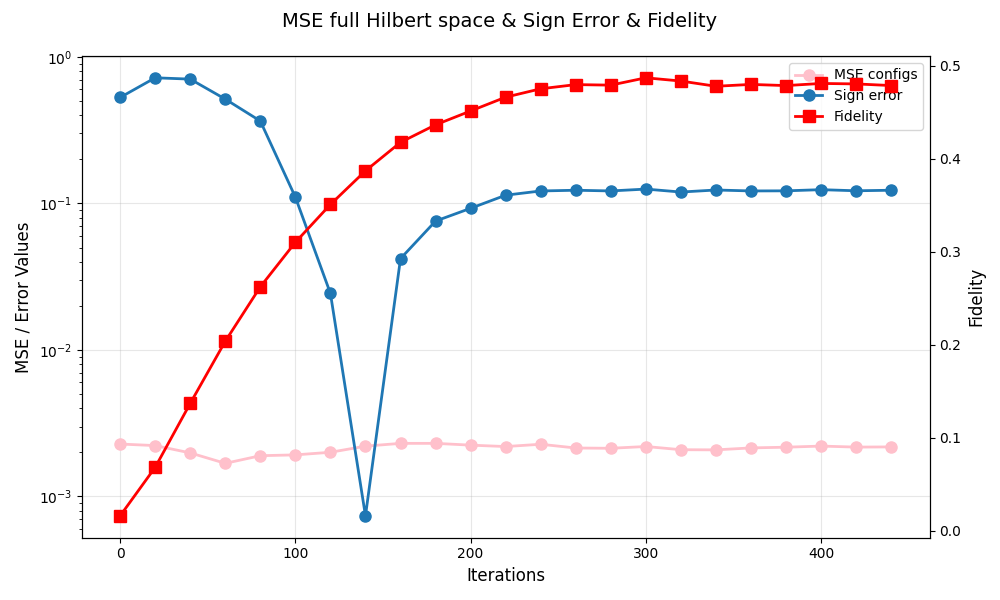 MSE full Hilbert space & Sign Error & Fidelity
10⁰
10⁻¹
10⁻²
10⁻³
MSE / Error Values
0
100
200
300
400
Iterations
0.5
0.4
0.3
0.2
0.1
0.0
Fidelity
MSE configs
Sign error
Fidelity